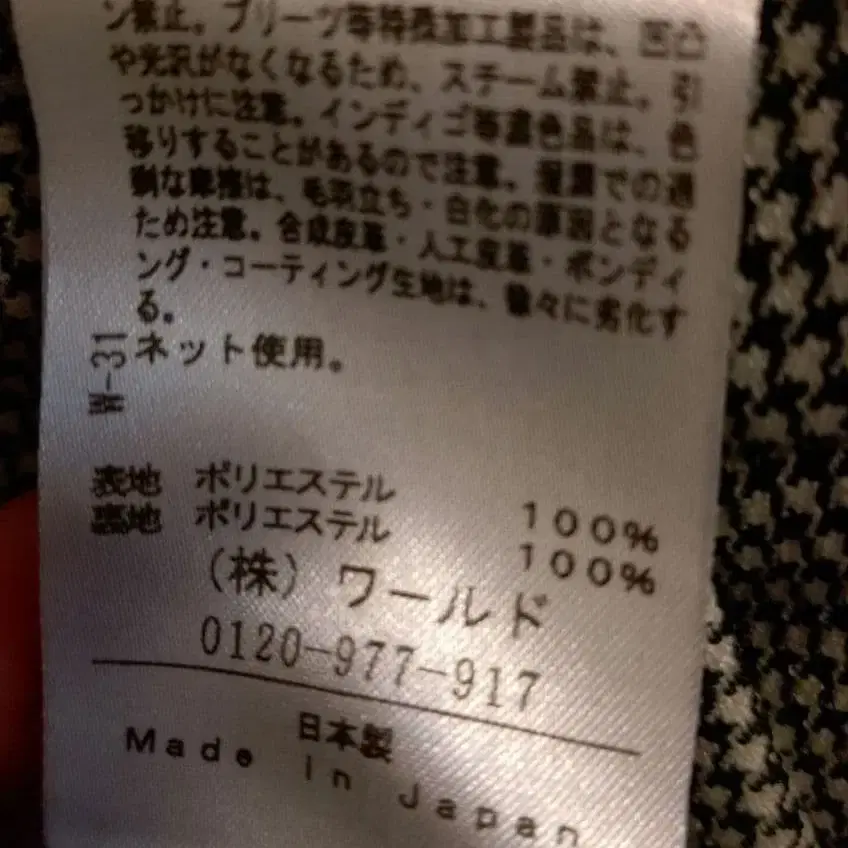 ン禁止。プリーツ等特殊加工製品は、凹凸
や光沢がなくなるため、スチーム禁止。引
っかけに注意。インディゴ等濃色品は、色
移りすることがあるので注意。湿潤での過
剰な摩擦は、毛羽立ち・白化の原因となる
ため注意。合成皮革・人工皮革・ボンディ
ング・コーティング生地は、徐々に劣化す
る。
ネット使用。
W-31
表地 ポリエステル 100%
裏地 ポリエステル 100%
(株) ワールド
0120-977-917
日本製
Made in Japan